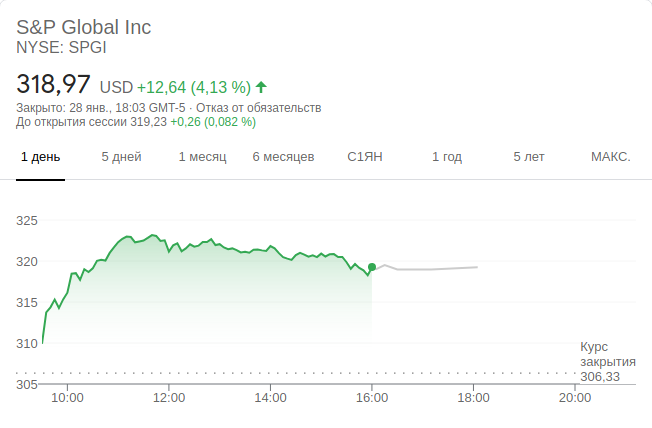 S&P Global Inc
NYSE: SPGI
318,97 USD +12,64 (4,13 %)
Закрыто: 28 янв., 18:03 GMT-5 · Отказ от обязательств
До открытия сессии 319,23 +0,26 (0,082 %)
1 день 5 дней 1 месяц 6 месяцев С1ЯН 1 год 5 лет МАКС.
325
320
315
310
Курс
закрытия
306,33
305
10:00 12:00 14:00 16:00 18:00 20:00